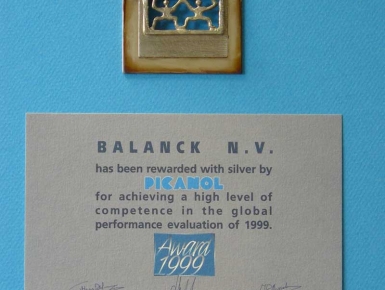 BALANCK N.V.
has been rewarded with silver by
PICANOL
for achieving a high level of
competence in the global
performance evaluation of 1999.
Award
1999